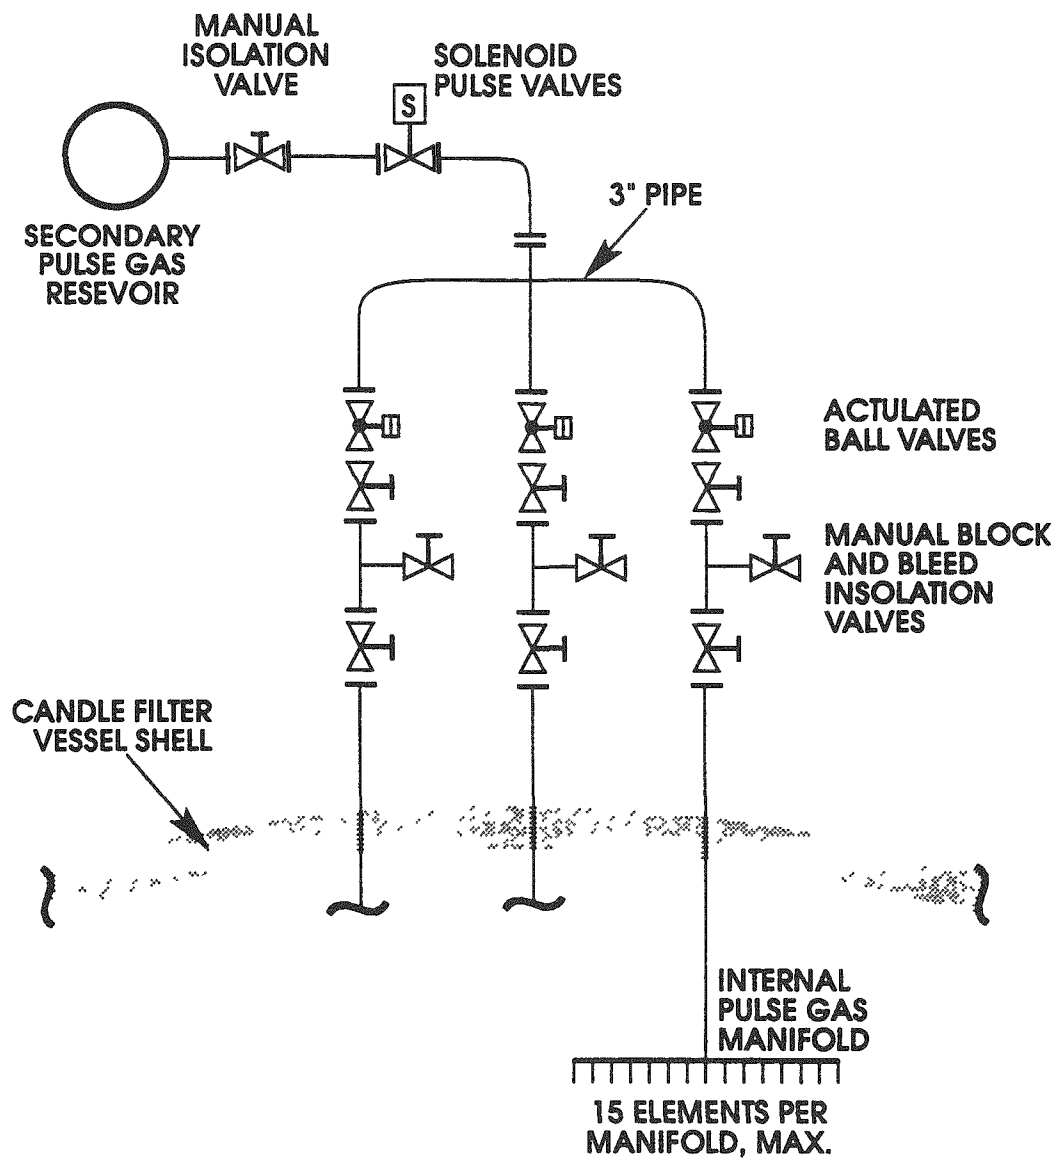 MANUAL
ISOLATION
VALVE
SOLENOID
PULSE VALVES
S
3" PIPE
SECONDARY
PULSE GAS
RESEVOIR
ACTULATED
BALL VALVES
MANUAL BLOCK
AND BLEED
INSOLATION
VALVES
CANDLE FILTER
VESSEL SHELL
INTERNAL
PULSE GAS
MANIFOLD
15 ELEMENTS PER
MANIFOLD, MAX.